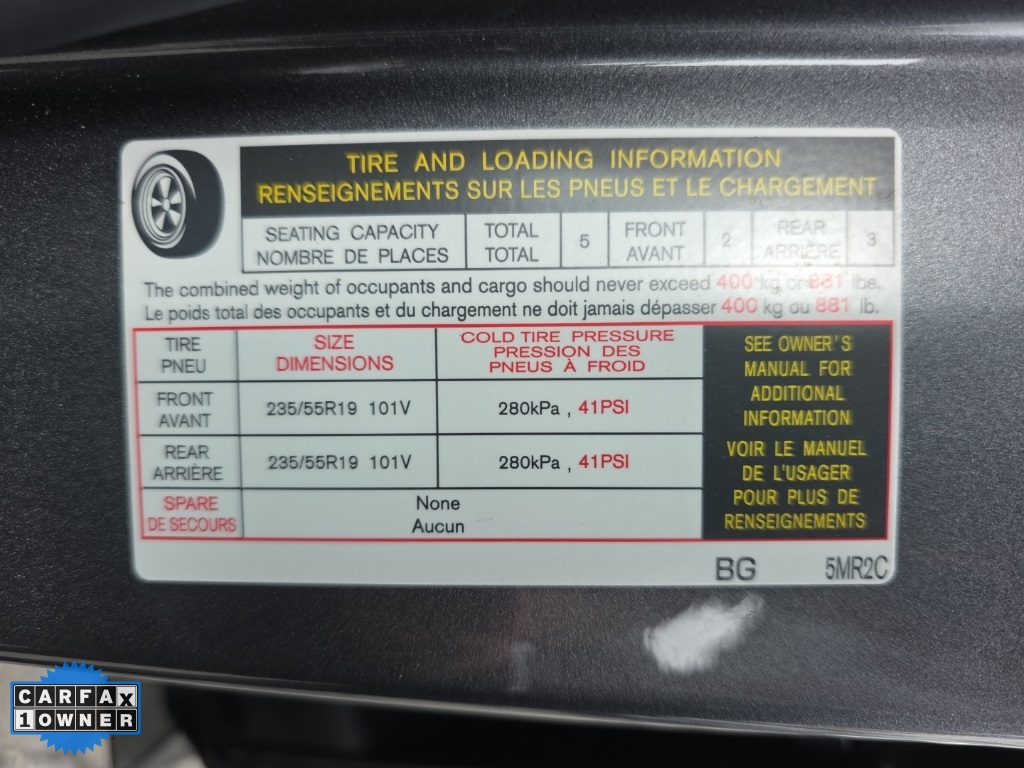 TIRE AND LOADING INFORMATION
RENSEIGNEMENTS SUR LES PNEUS ET LE CHARGEMENT
SEATING CAPACITY TOTAL 5 FRONT 2 REAR 3
NOMBRE DE PLACES TOTAL AVANT ARRIÈRE
The combined weight of occupants and cargo should never exceed 400 kg or 881 lbs.
Le poids total des occupants et du chargement ne doit jamais dépasser 400 kg ou 881 lb.
TIRE
PNEU
SIZE
DIMENSIONS
COLD TIRE PRESSURE
PRESSION DES
PNEUS À FROID
FRONT
AVANT
235/55R19 101V
280kPa , 41PSI
REAR
ARRIÈRE
235/55R19 101V
280kPa , 41PSI
SPARE
DE SECOURS
None
Aucun
SEE OWNER'S
MANUAL FOR
ADDITIONAL
INFORMATION
VOIR LE MANUEL
DE L'USAGER
POUR PLUS DE
RENSEIGNEMENTS
BG 5MR2C
CARFAX
1 OWNER